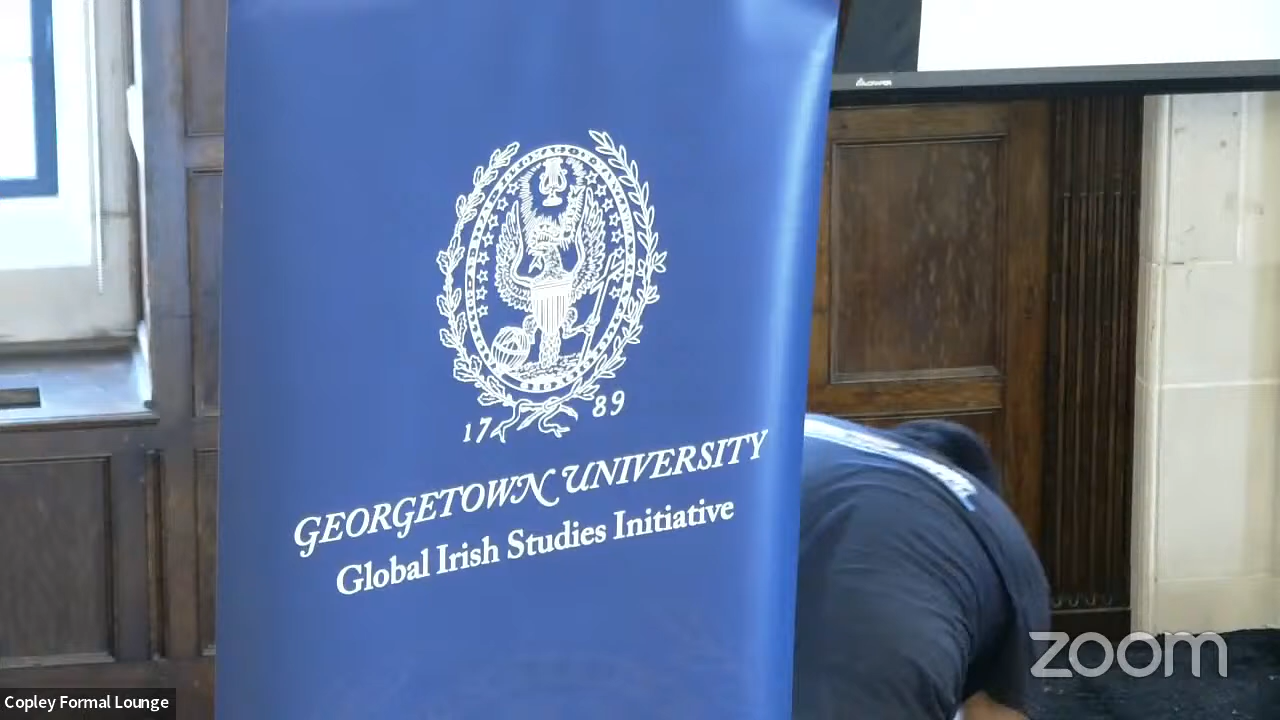 17 89
GEORGETOWN UNIVERSITY
Global Irish Studies Initiative
zoom
Copley Formal Lounge